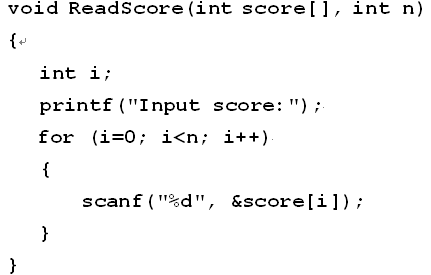 void ReadScore(int score[], int n)
{
int i;
printf("Input score:");
for (i=0; i<n; i++)
{
scanf("%d", &score[i]);
}
}